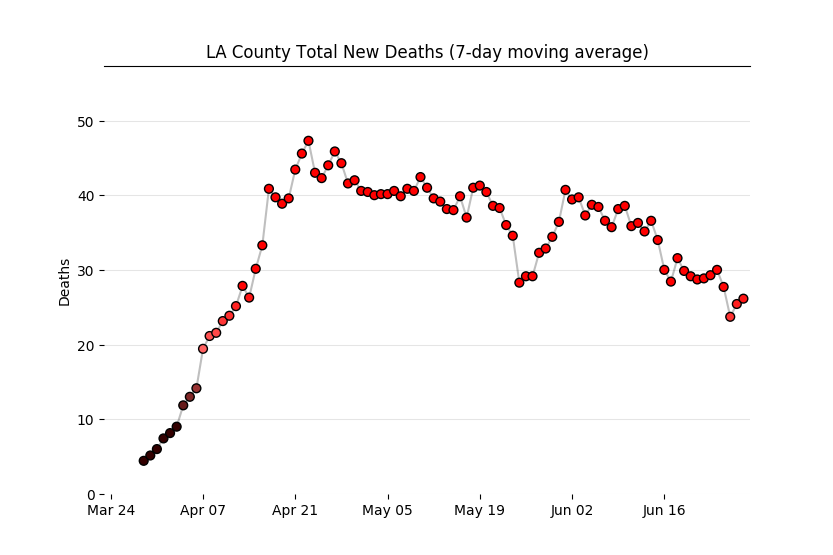 LA County Total New Deaths (7-day moving average)
50
40
30
20
10
0
Deaths
Mar 24 Apr 07 Apr 21 May 05 May 19 Jun 02 Jun 16